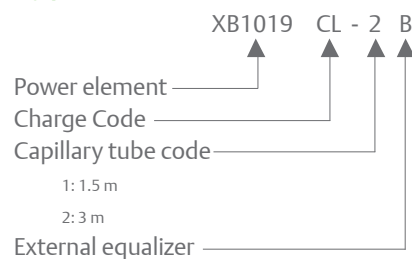 XB1019 CL - 2 B
Power element
Charge Code
Capillary tube code
1: 1.5 m
2: 3 m
External equalizer